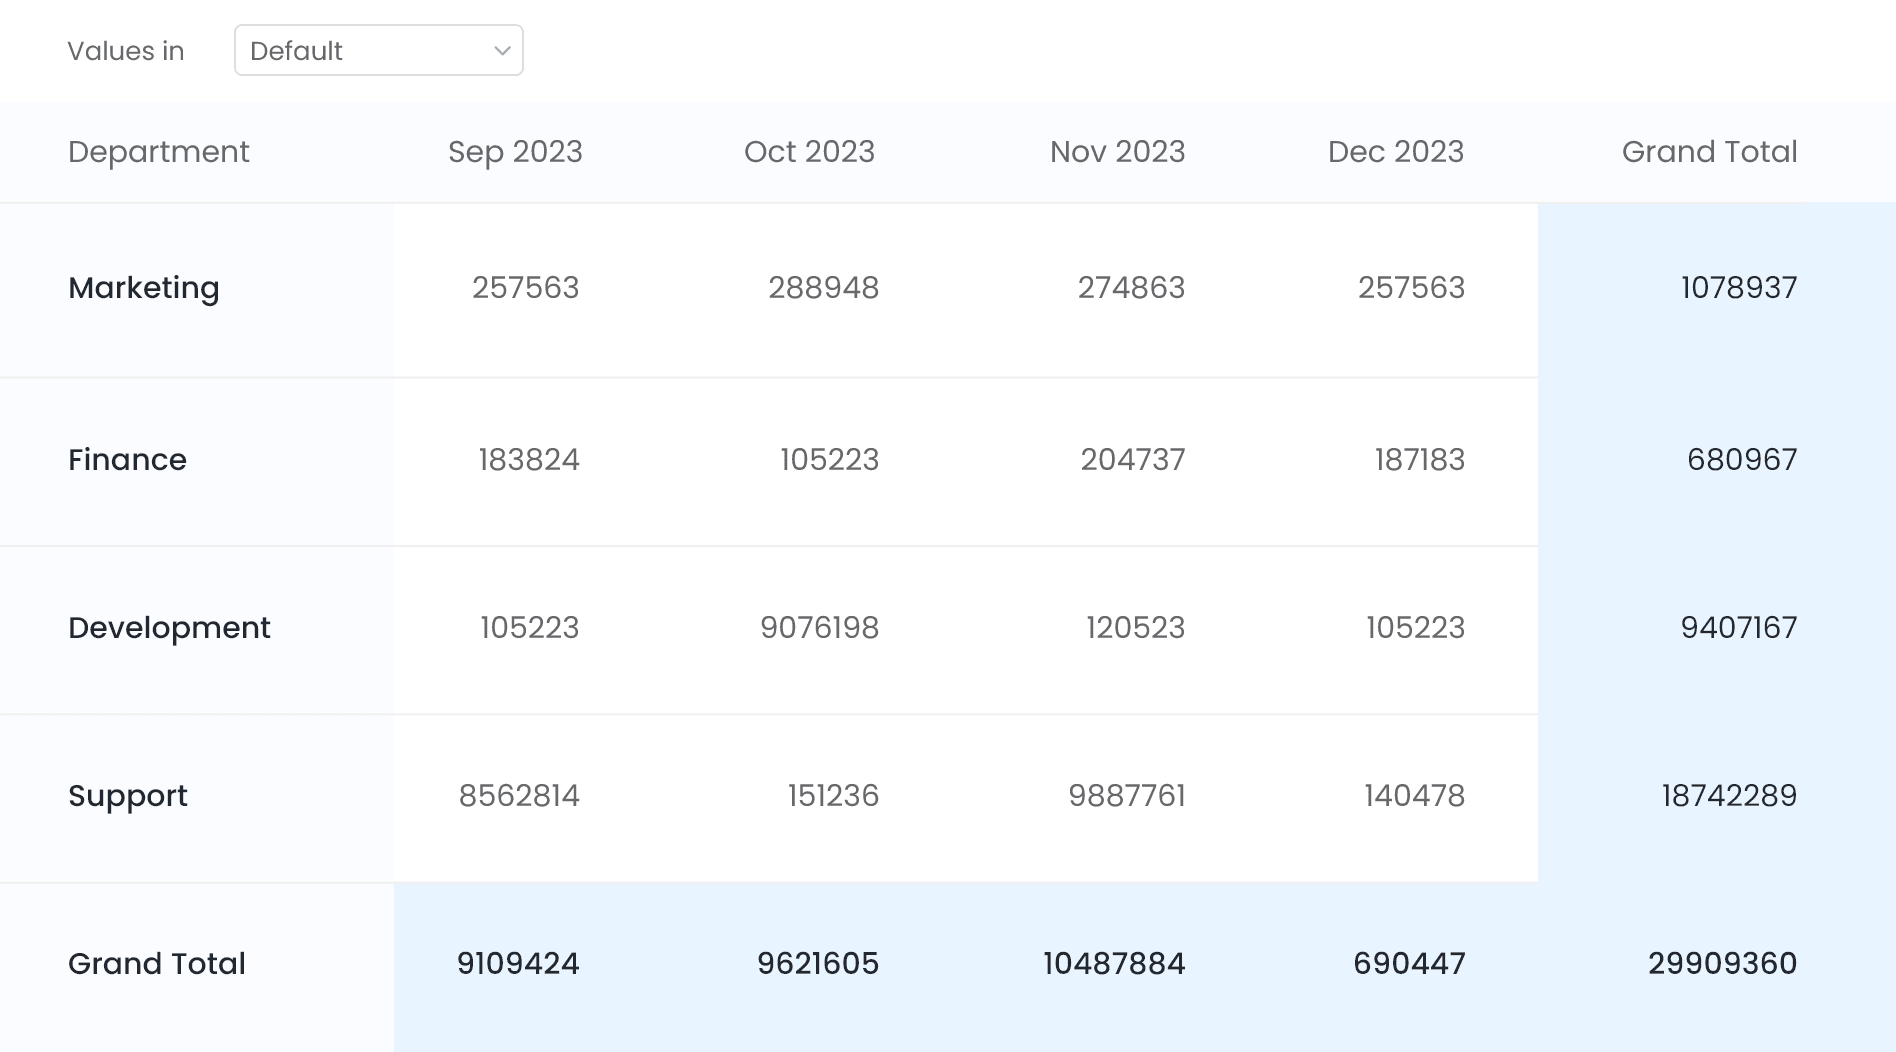 Values in Default
Department Sep 2023 Oct 2023 Nov 2023 Dec 2023 Grand Total
Marketing 257563 288948 274863 257563 1078937
Finance 183824 105223 204737 187183 680967
Development 105223 9076198 120523 105223 9407167
Support 8562814 151236 9887761 140478 18742289
Grand Total 9109424 9621605 10487884 690447 29909360